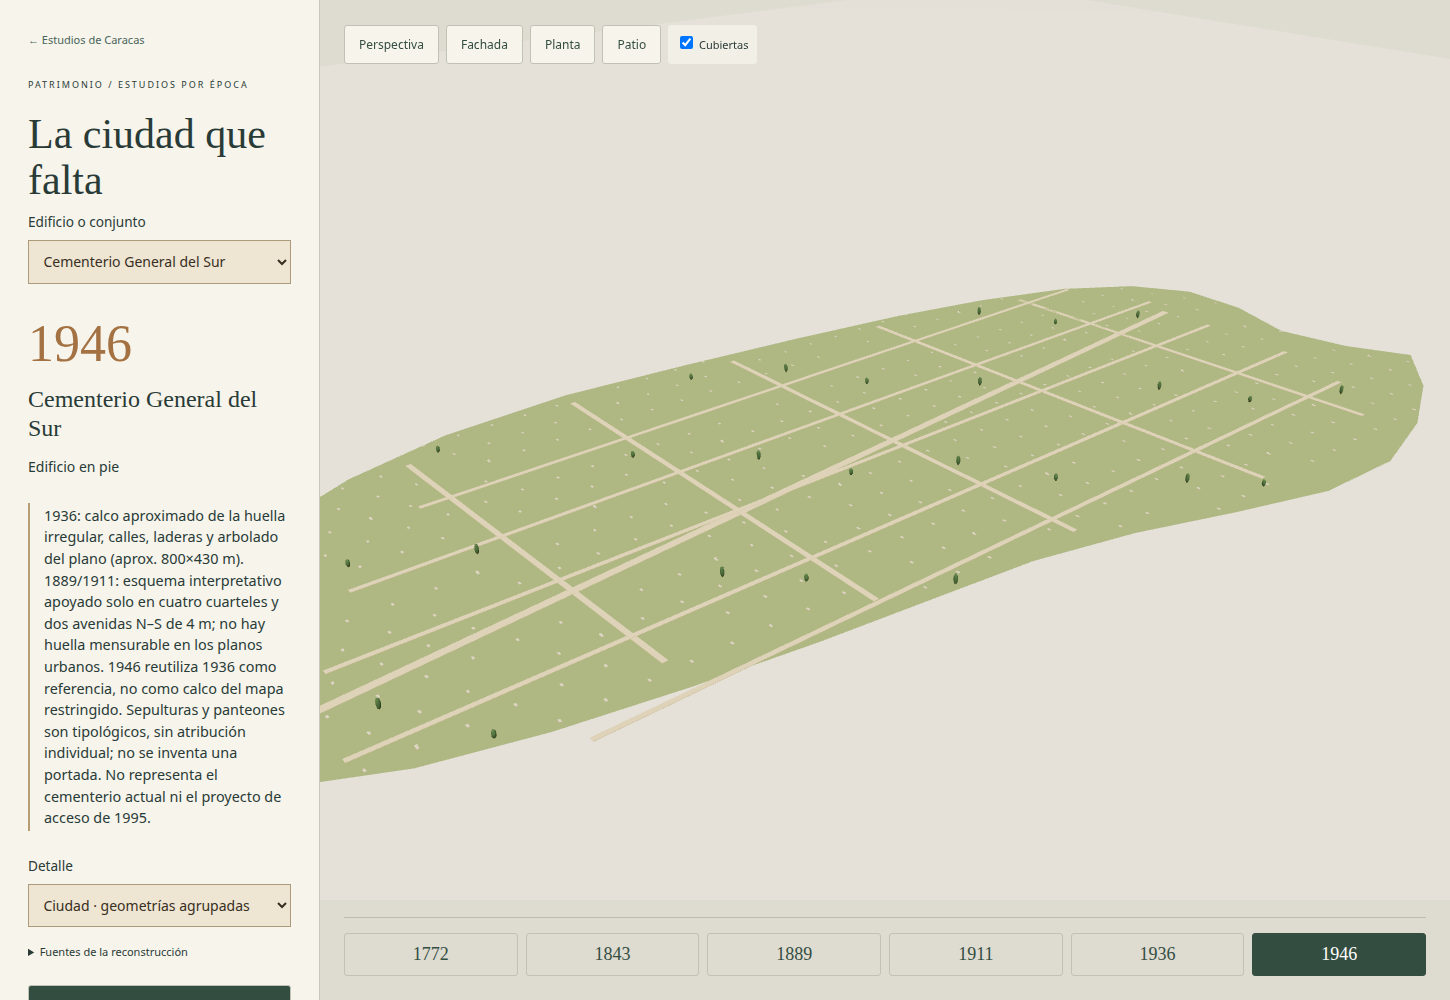 ← Estudios de Caracas
PATRIMONIO / ESTUDIOS POR ÉPOCA
La ciudad que
falta
Edificio o conjunto
Cementerio General del Sur
1946
Cementerio General del
Sur
Edificio en pie
1936: calco aproximado de la huella
irregular, calles, laderas y arbolado
del plano (aprox. 800×430 m).
1889/1911: esquema interpretativo
apoyado solo en cuatro cuarteles y
dos avenidas N–S de 4 m; no hay
huella mensurable en los planos
urbanos. 1946 reutiliza 1936 como
referencia, no como calco del mapa
restringido. Sepulturas y panteones
son tipológicos, sin atribución
individual; no se inventa una
portada. No representa el
cementerio actual ni el proyecto de
acceso de 1995.
Detalle
Ciudad · geometrías agrupadas
Fuentes de la reconstrucción
Perspectiva
Fachada
Planta
Patio
Cubiertas
1772
1843
1889
1911
1936
1946